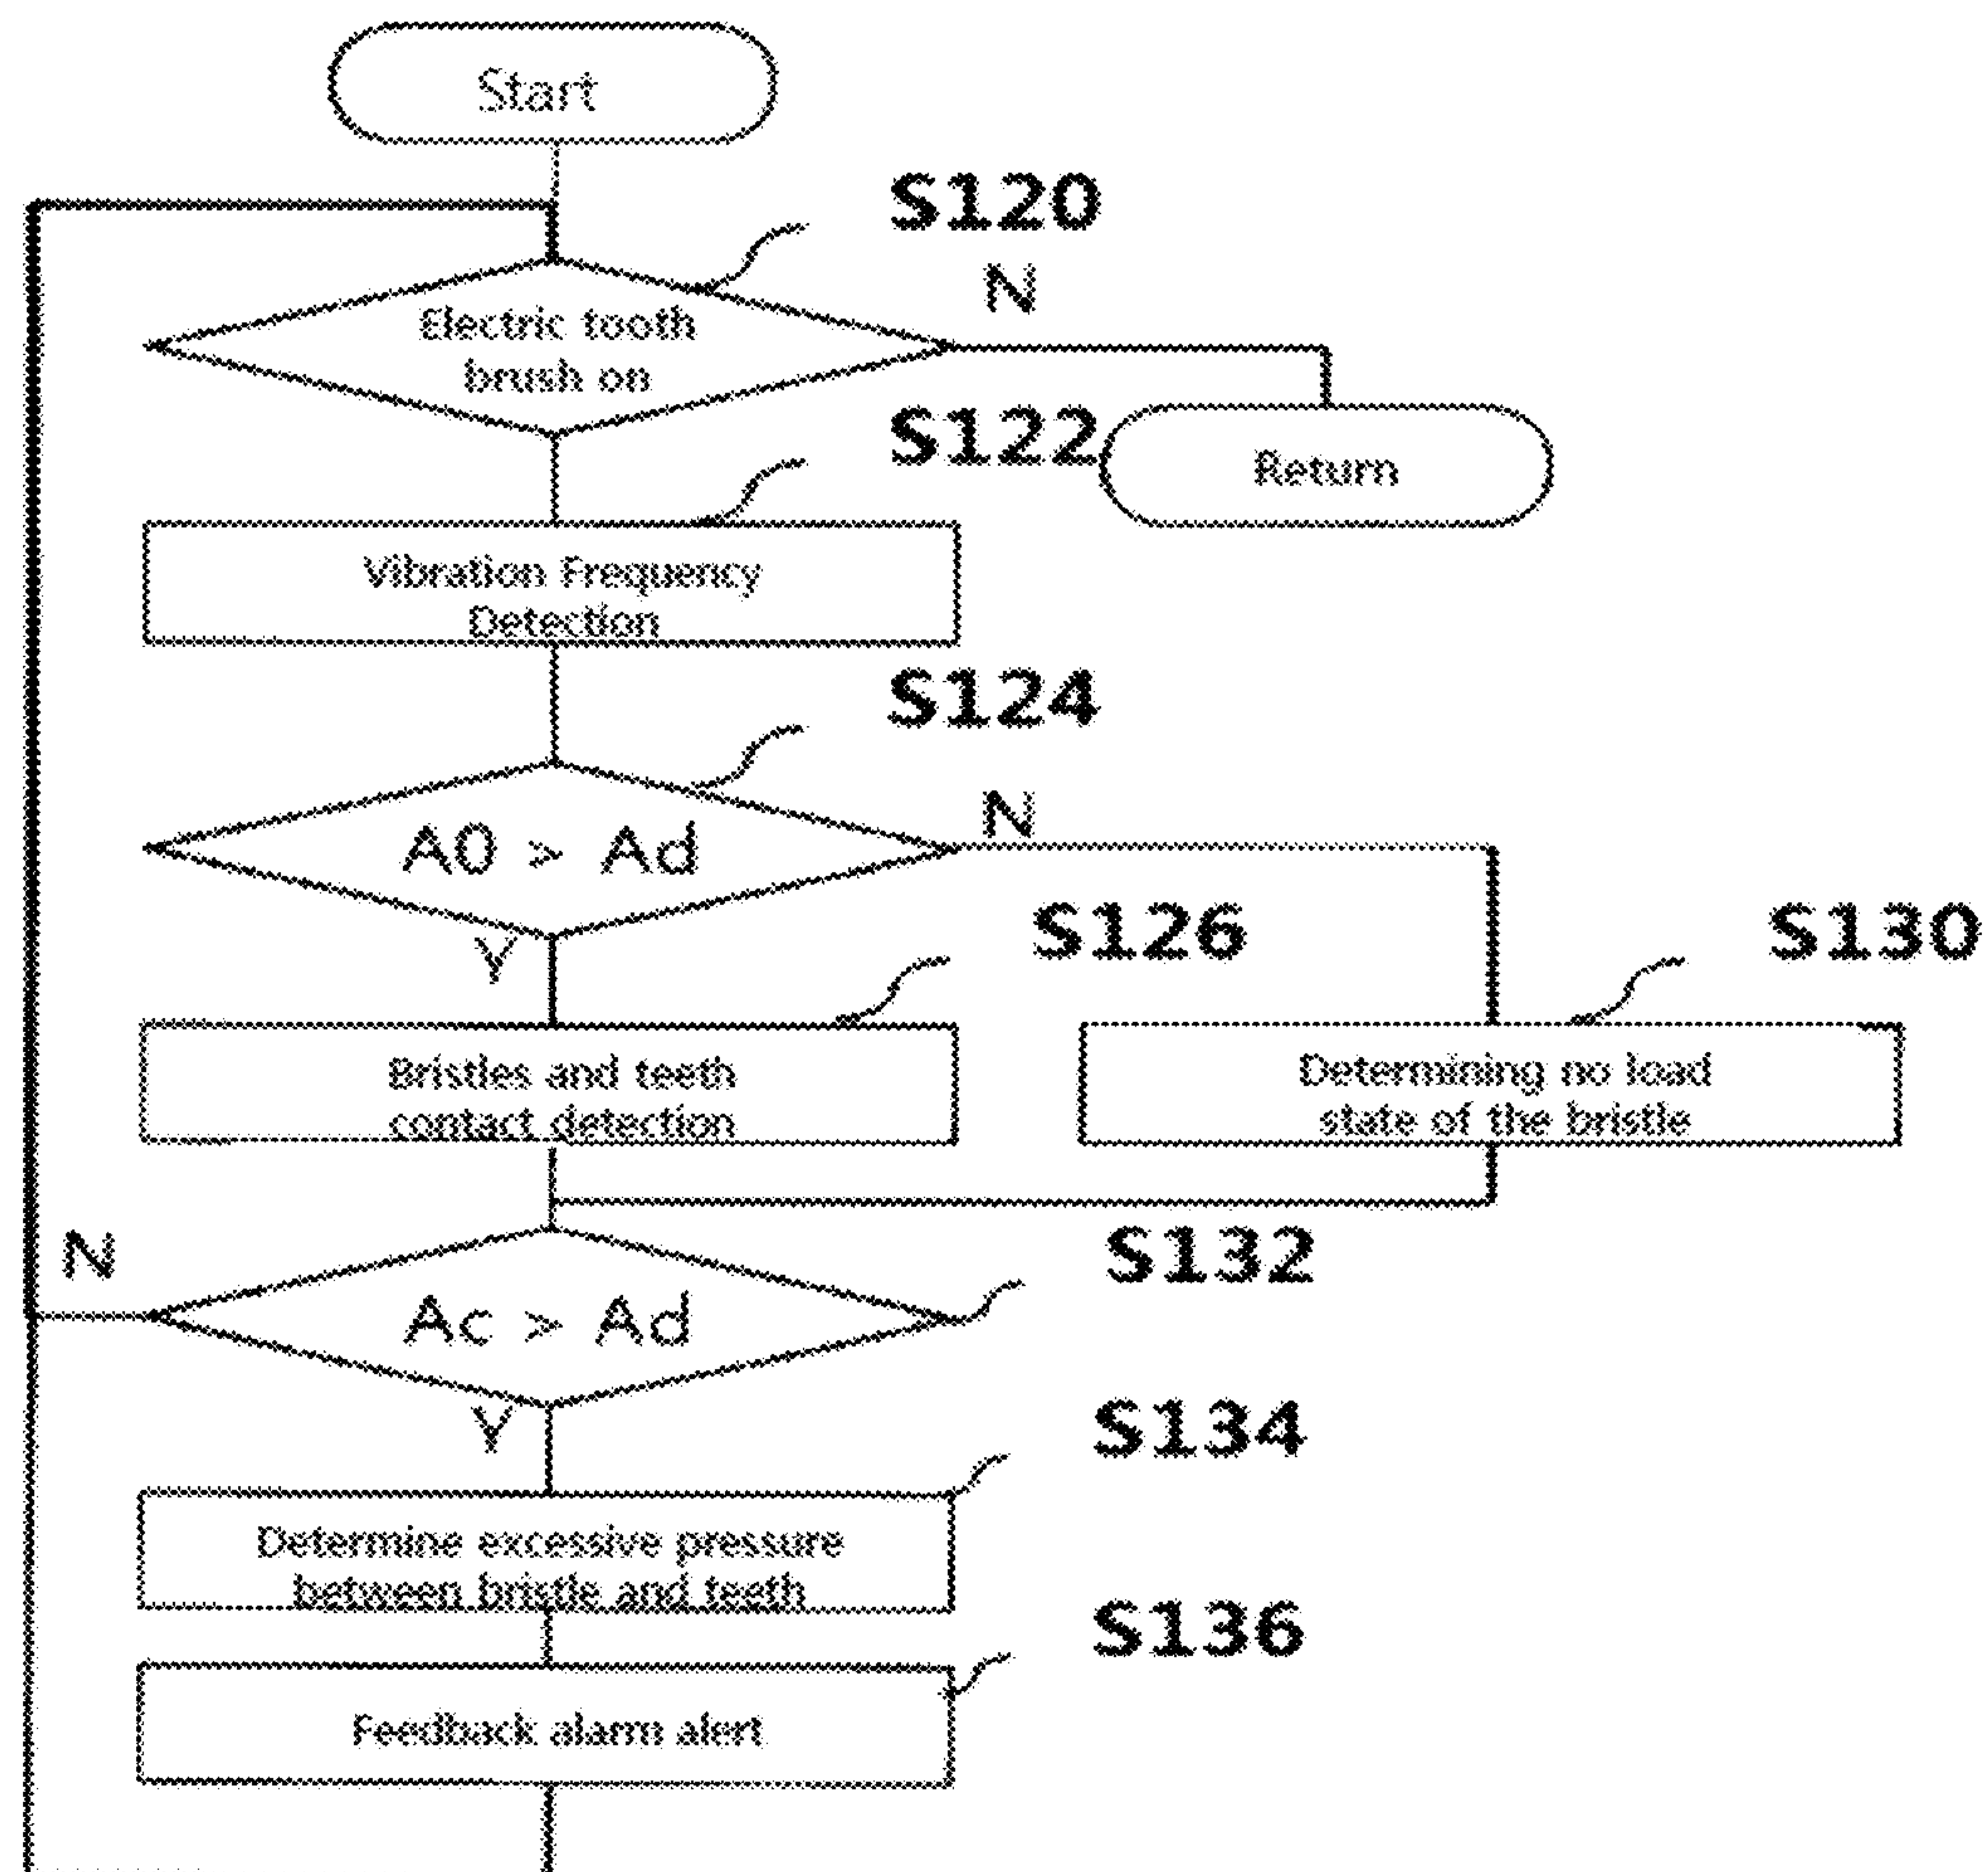 Start
S120
N
Electric tooth
brush on
S122
Return
Vibration Frequency
Detection
S124
N
A0 > Ad
Y
S126
S130
Bristles and teeth
contact detection
Determining no load
state of the bristle
N
S132
Ac > Ad
Y
S134
Determine excessive pressure
between bristle and teeth
S136
Feedback alarm alert